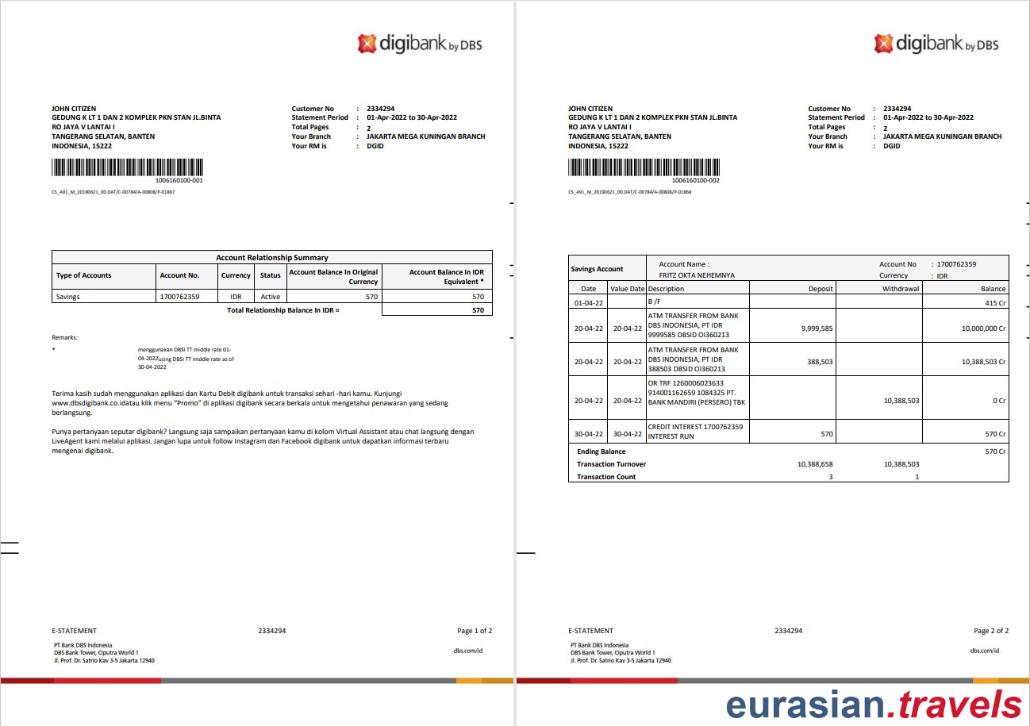 digibank by DBS
JOHN CITIZEN
GEDUNG K LT 1 DAN 2 KOMPLEK PKN STAN JL.BINTA
RO JAYA V LANTAI I
TANGERANG SELATAN, BANTEN
INDONESIA, 15222
Customer No : 2334294
Statement Period : 01-Apr-2022 to 30-Apr-2022
Total Pages : 2
Your Branch : JAKARTA MEGA KUNINGAN BRANCH
Your RM is : DGID
1006160100-001
CS_A91_M_20190621_00.DAT/C-00784/A-00808/P-01867
Account Relationship Summary
Type of Accounts Account No. Currency Status Account Balance In Original Currency Account Balance In IDR Equivalent *
Savings 1700762359 IDR Active 570 570
Total Relationship Balance In IDR = 570
Remarks:
* menggunakan DBSI TT middle rate 01-
04-2022using DBSI TT middle rate as of
30-04-2022
Terima kasih sudah menggunakan aplikasi dan Kartu Debit digibank untuk transaksi sehari -hari kamu. Kunjungi
www.dbsdigibank.co.idatau klik menu "Promo" di aplikasi digibank secara berkala untuk mengetahui penawaran yang sedang
berlangsung.
Punya pertanyaan seputar digibank? Langsung saja sampaikan pertanyaan kamu di kolom Virtual Assistant atau chat langsung dengan
LiveAgent kami melalui aplikasi. Jangan lupa untuk follow Instagram dan Facebook digibank untuk dapatkan informasi terbaru
mengenai digibank.
E-STATEMENT 2334294 Page 1 of 2
PT Bank DBS Indonesia
DBS Bank Tower, Ciputra World 1
Jl. Prof. Dr. Satrio Kav 3-5 Jakarta 12940
dbs.com/id
digibank by DBS
JOHN CITIZEN
GEDUNG K LT 1 DAN 2 KOMPLEK PKN STAN JL.BINTA
RO JAYA V LANTAI I
TANGERANG SELATAN, BANTEN
INDONESIA, 15222
Customer No : 2334294
Statement Period : 01-Apr-2022 to 30-Apr-2022
Total Pages : 2
Your Branch : JAKARTA MEGA KUNINGAN BRANCH
Your RM is : DGID
1006160100-002
CS_A91_M_20190621_00.DAT/C-00784/A-00808/P-01868
Savings Account
Account Name :
FRITZ OKTA NEHEMNYA
Account No : 1700762359
Currency : IDR
Date Value Date Description Deposit Withdrawal Balance
01-04-22 B /F 415 Cr
20-04-22 20-04-22 ATM TRANSFER FROM BANK
DBS INDONESIA, PT IDR
9999585 DBSID OI360213 9,999,585 10,000,000 Cr
20-04-22 20-04-22 ATM TRANSFER FROM BANK
DBS INDONESIA, PT IDR
388503 DBSID OI360213 388,503 10,388,503 Cr
20-04-22 20-04-22 OR TRF 1260006023633
914001162659 1084325 PT.
BANK MANDIRI (PERSERO) TBK 10,388,503 0 Cr
30-04-22 30-04-22 CREDIT INTEREST 1700762359
INTEREST RUN 570 570 Cr
Ending Balance 570 Cr
Transaction Turnover 10,388,658 10,388,503
Transaction Count 3 1
E-STATEMENT 2334294 Page 2 of 2
PT Bank DBS Indonesia
DBS Bank Tower, Ciputra World 1
Jl. Prof. Dr. Satrio Kav 3-5 Jakarta 12940
dbs.com/id
eurasian.travels